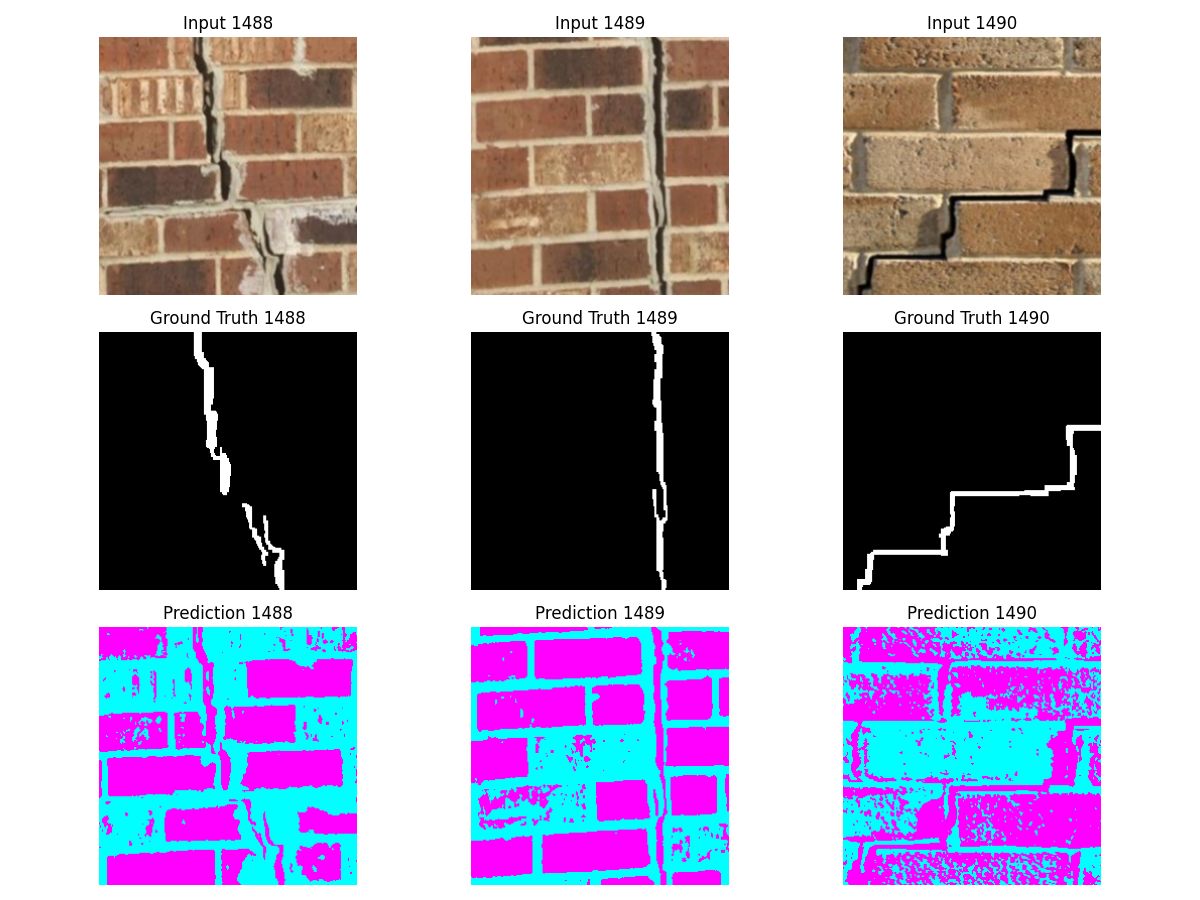 Input 1488
Input 1489
Input 1490
Ground Truth 1488
Ground Truth 1489
Ground Truth 1490
Prediction 1488
Prediction 1489
Prediction 1490